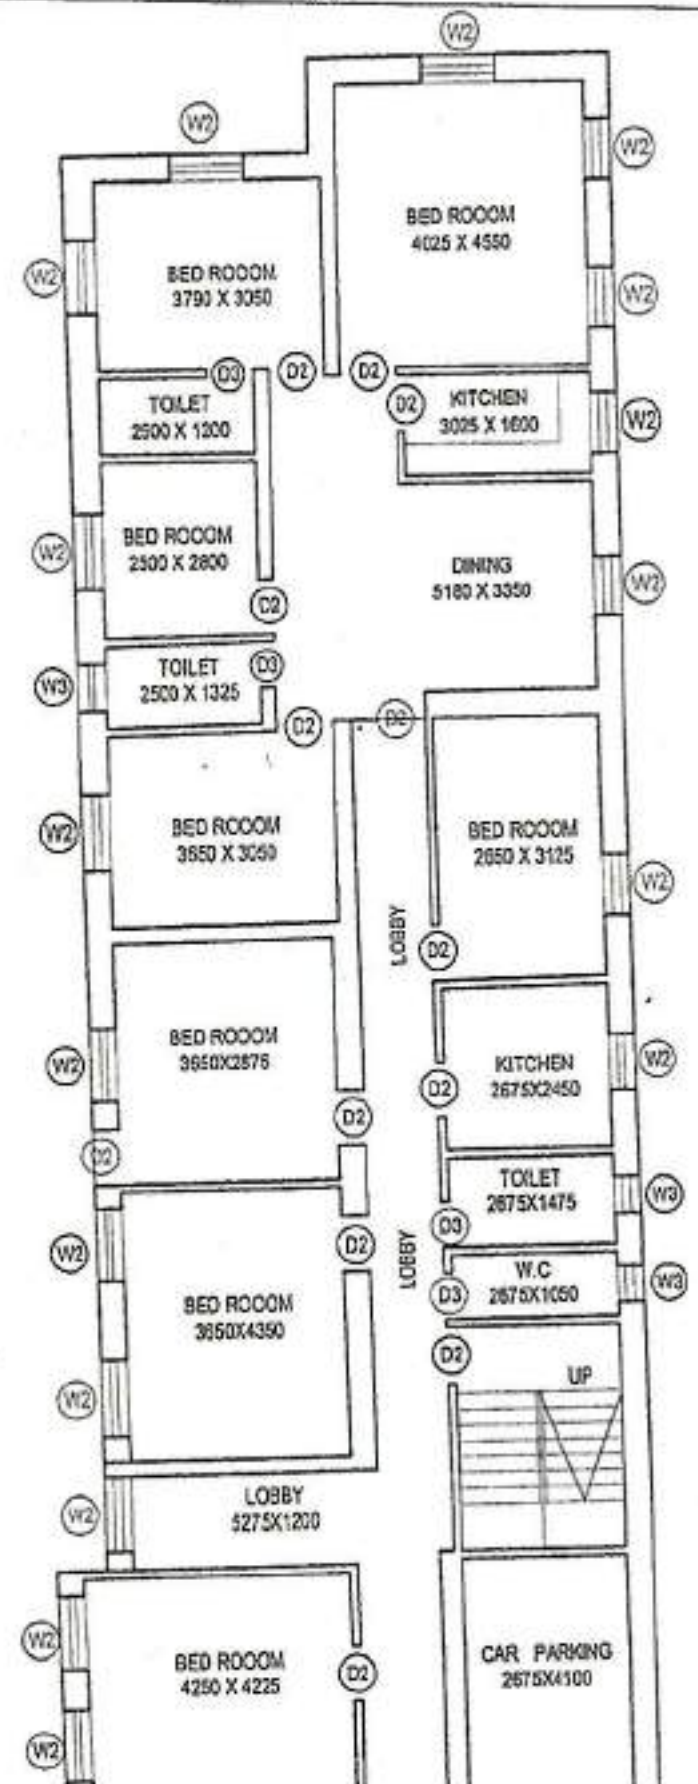 W2
W2
W2
BED ROOOM
4025 X 4550
W2
BED ROOOM
3790 X 3050
W2
D3
D2
D2
TOILET
2500 X 1200
D2
KITCHEN
3025 X 1600
W2
BED ROOOM
2500 X 2800
W2
DINING
5180 X 3350
W2
D2
TOILET
2500 X 1325
D3
W3
D2
D2
BED ROOOM
3650 X 3050
W2
BED ROOOM
2650 X 3125
W2
LOBBY
D2
BED ROOOM
3650X2875
W2
KITCHEN
2675X2450
W2
D2
D2
D2
TOILET
2675X1475
W3
D3
W2
D2
LOBBY
W.C
2675X1050
W3
D3
BED ROOOM
3650X4350
D2
UP
W2
LOBBY
5275X1200
W2
W2
BED ROOOM
4250 X 4225
D2
CAR PARKING
2675X4100
W2